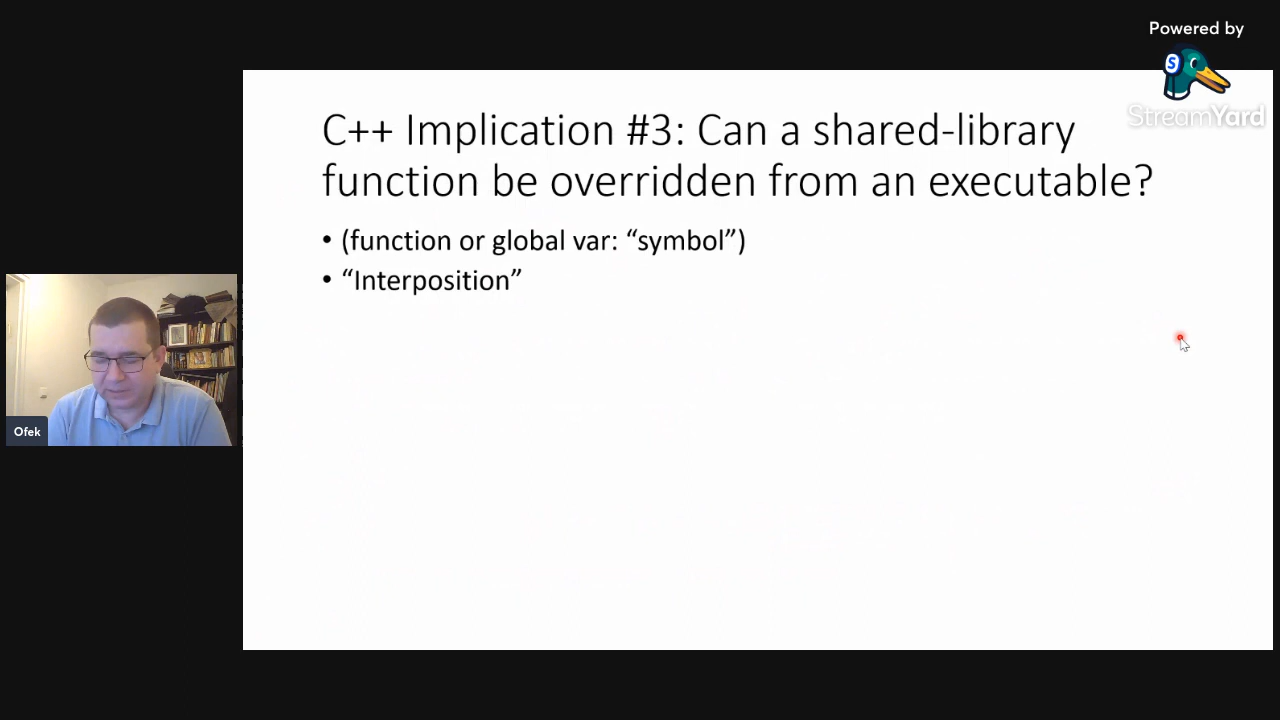 Powered by
StreamYard
C++ Implication #3: Can a shared-library
function be overridden from an executable?
• (function or global var: “symbol”)
• “Interposition”
Ofek